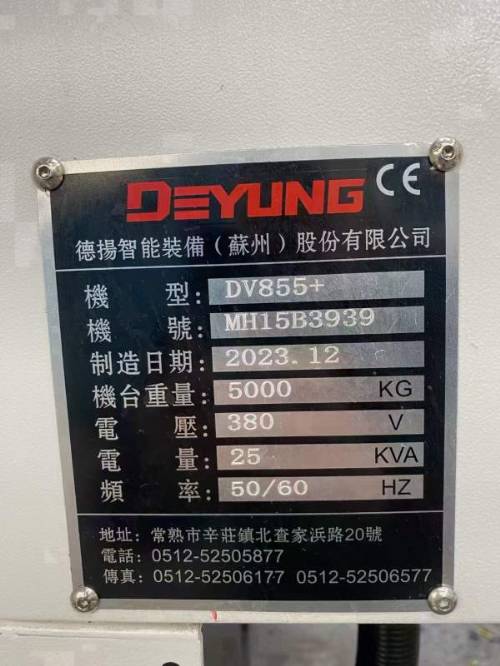 DEYUNG CE
德揚智能裝備（蘇州）股份有限公司
機 型: DV855+
機 號: MH15B3939
制造日期: 2023.12
機台重量: 5000 KG
電 壓: 380 V
電 量: 25 KVA
頻 率: 50/60 HZ
地址: 常熟市辛莊鎮北查家浜路20號
電話: 0512-52505877
傳真: 0512-52506177 0512-52506577